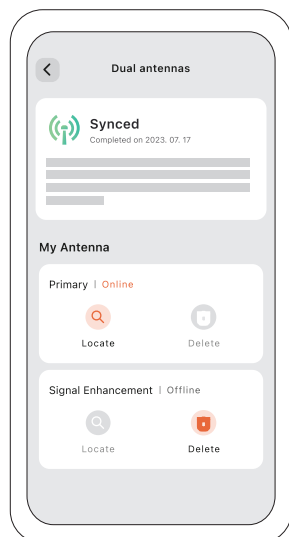 Dual antennas
Synced
Completed on 2023. 07. 17
My Antenna
Primary | Online
Locate
Delete
Signal Enhancement | Offline
Locate
Delete